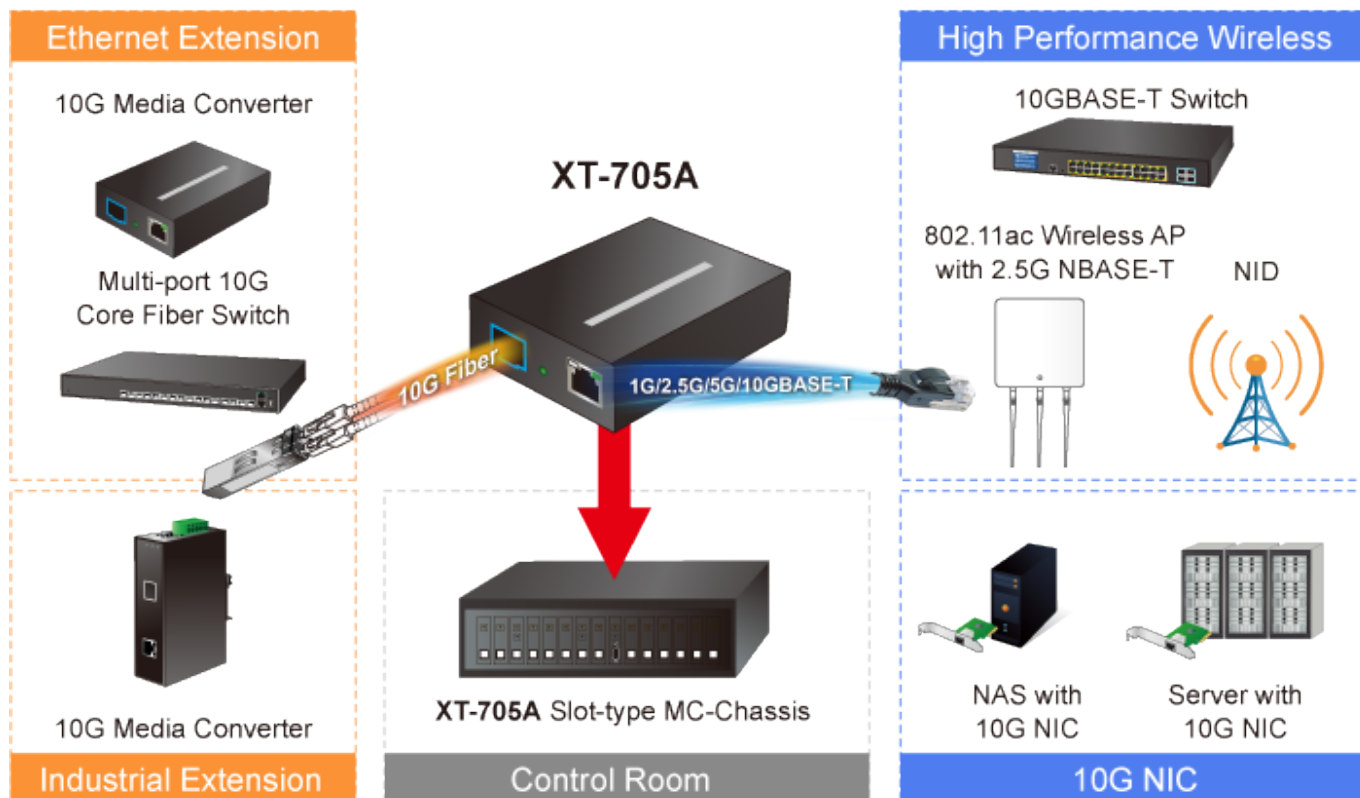 Ethernet Extension
10G Media Converter
Multi-port 10G
Core Fiber Switch
10G Media Converter
Industrial Extension
XT-705A
10G Fiber
1G/2.5G/5G/10GBASE-T
XT-705A Slot-type MC-Chassis
Control Room
High Performance Wireless
10GBASE-T Switch
802.11ac Wireless AP
with 2.5G NBASE-T
NID
NAS with
10G NIC
Server with
10G NIC
10G NIC